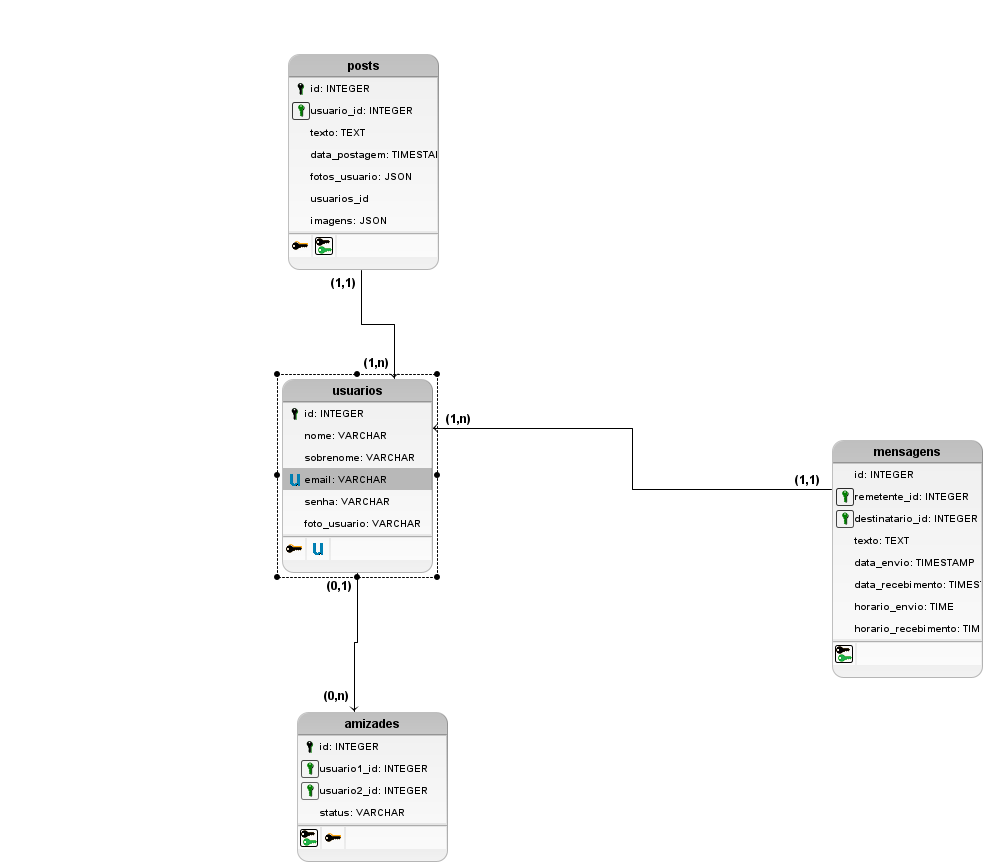 posts
id: INTEGER
usuario_id: INTEGER
texto: TEXT
data_postagem: TIMESTAI
fotos_usuario: JSON
usuarios_id
imagens: JSON
(1,1)
(1,n)
usuarios
id: INTEGER
nome: VARCHAR
sobrenome: VARCHAR
U email: VARCHAR
senha: VARCHAR
foto_usuario: VARCHAR
U
(0,1)
(1,n)
(1,1)
mensagens
id: INTEGER
remetente_id: INTEGER
destinatario_id: INTEGER
texto: TEXT
data_envio: TIMESTAMP
data_recebimento: TIMES
horario_envio: TIME
horario_recebimento: TIM
(0,n)
amizades
id: INTEGER
usuario1_id: INTEGER
usuario2_id: INTEGER
status: VARCHAR